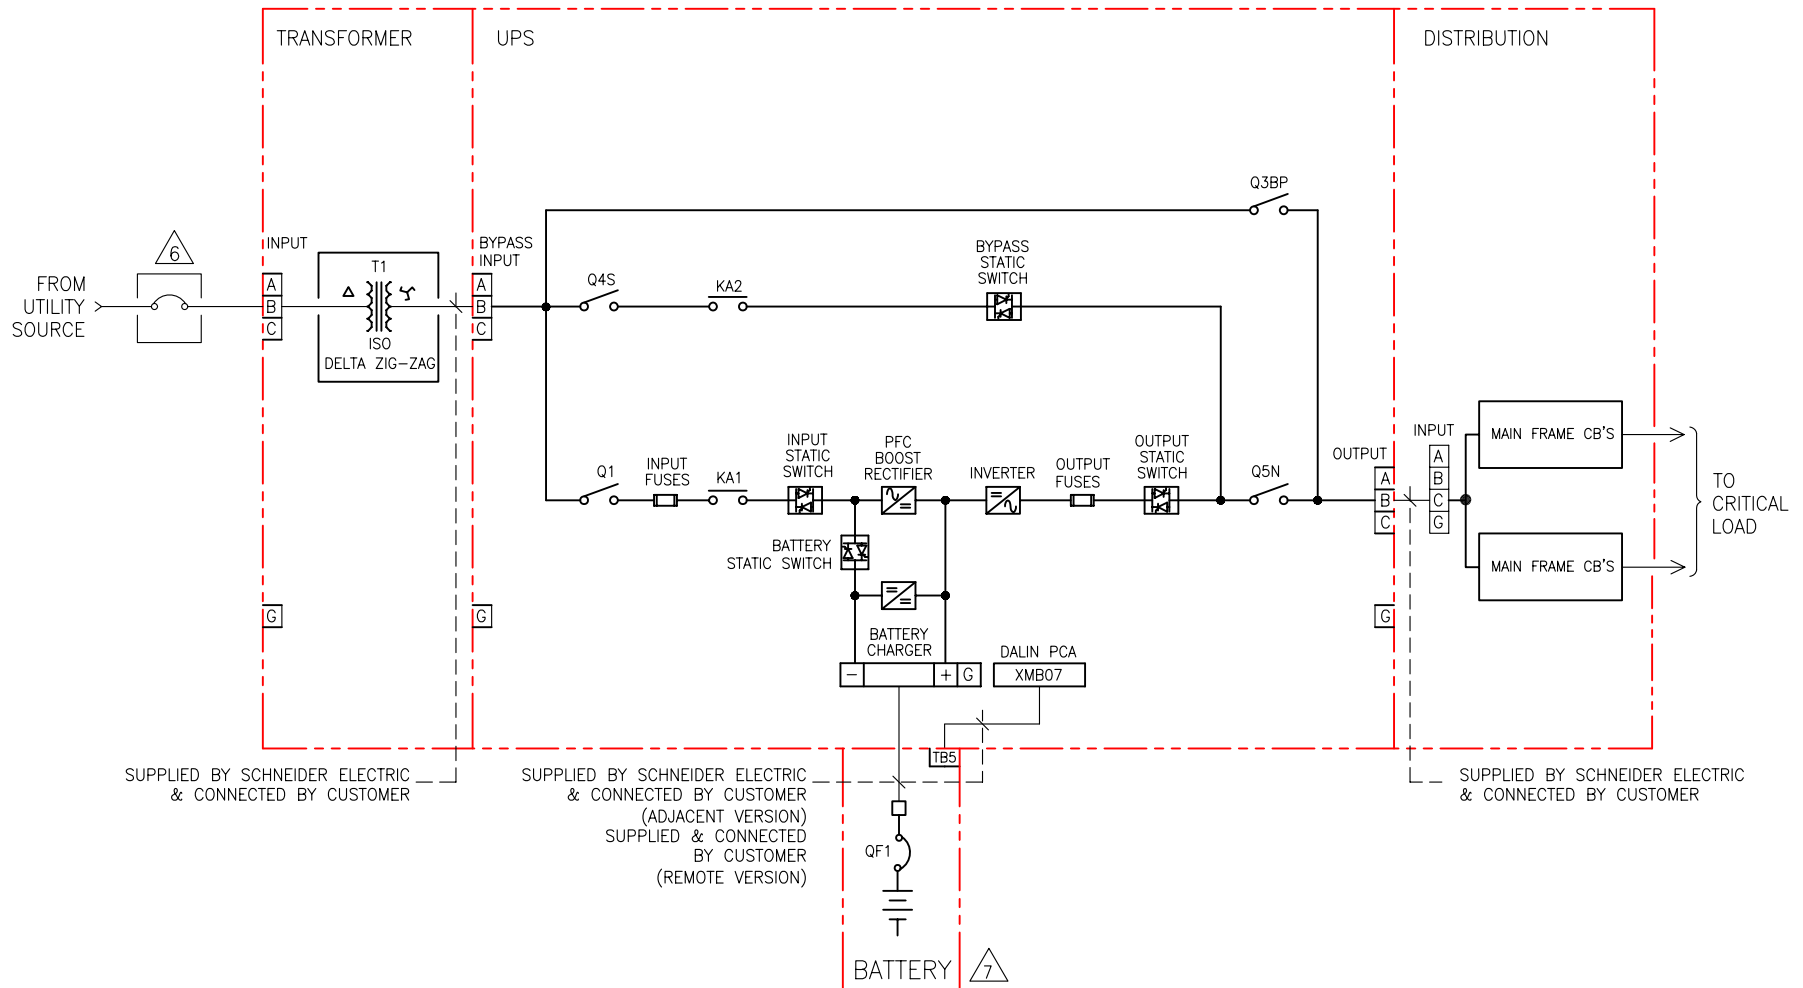 TRANSFORMER
UPS
DISTRIBUTION
Q3BP
6
INPUT
BYPASS
INPUT
BYPASS
STATIC
SWITCH
FROM
UTILITY
SOURCE
A
B
C
T1
ISO
DELTA ZIG-ZAG
A
B
C
Q4S
KA2
Q1
INPUT
FUSES
KA1
INPUT
STATIC
SWITCH
PFC
BOOST
RECTIFIER
INVERTER
OUTPUT
FUSES
OUTPUT
STATIC
SWITCH
Q5N
OUTPUT
A
B
C
INPUT
A
B
C
G
MAIN FRAME CB'S
MAIN FRAME CB'S
TO
CRITICAL
LOAD
BATTERY
STATIC SWITCH
G
G
G
BATTERY
CHARGER
- + G
DALIN PCA
XMB07
TB5
SUPPLIED BY SCHNEIDER ELECTRIC
& CONNECTED BY CUSTOMER
SUPPLIED BY SCHNEIDER ELECTRIC
& CONNECTED BY CUSTOMER
(ADJACENT VERSION)
SUPPLIED & CONNECTED
BY CUSTOMER
(REMOTE VERSION)
SUPPLIED BY SCHNEIDER ELECTRIC
& CONNECTED BY CUSTOMER
QF1
BATTERY
7